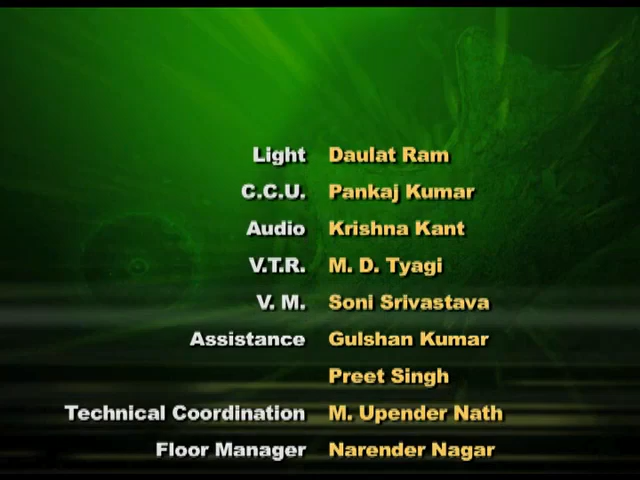 Light Daulat Ram
C.C.U. Pankaj Kumar
Audio Krishna Kant
V.T.R. M. D. Tyagi
V. M. Soni Srivastava
Assistance Gulshan Kumar
Preet Singh
Technical Coordination M. Upender Nath
Floor Manager Narender Nagar